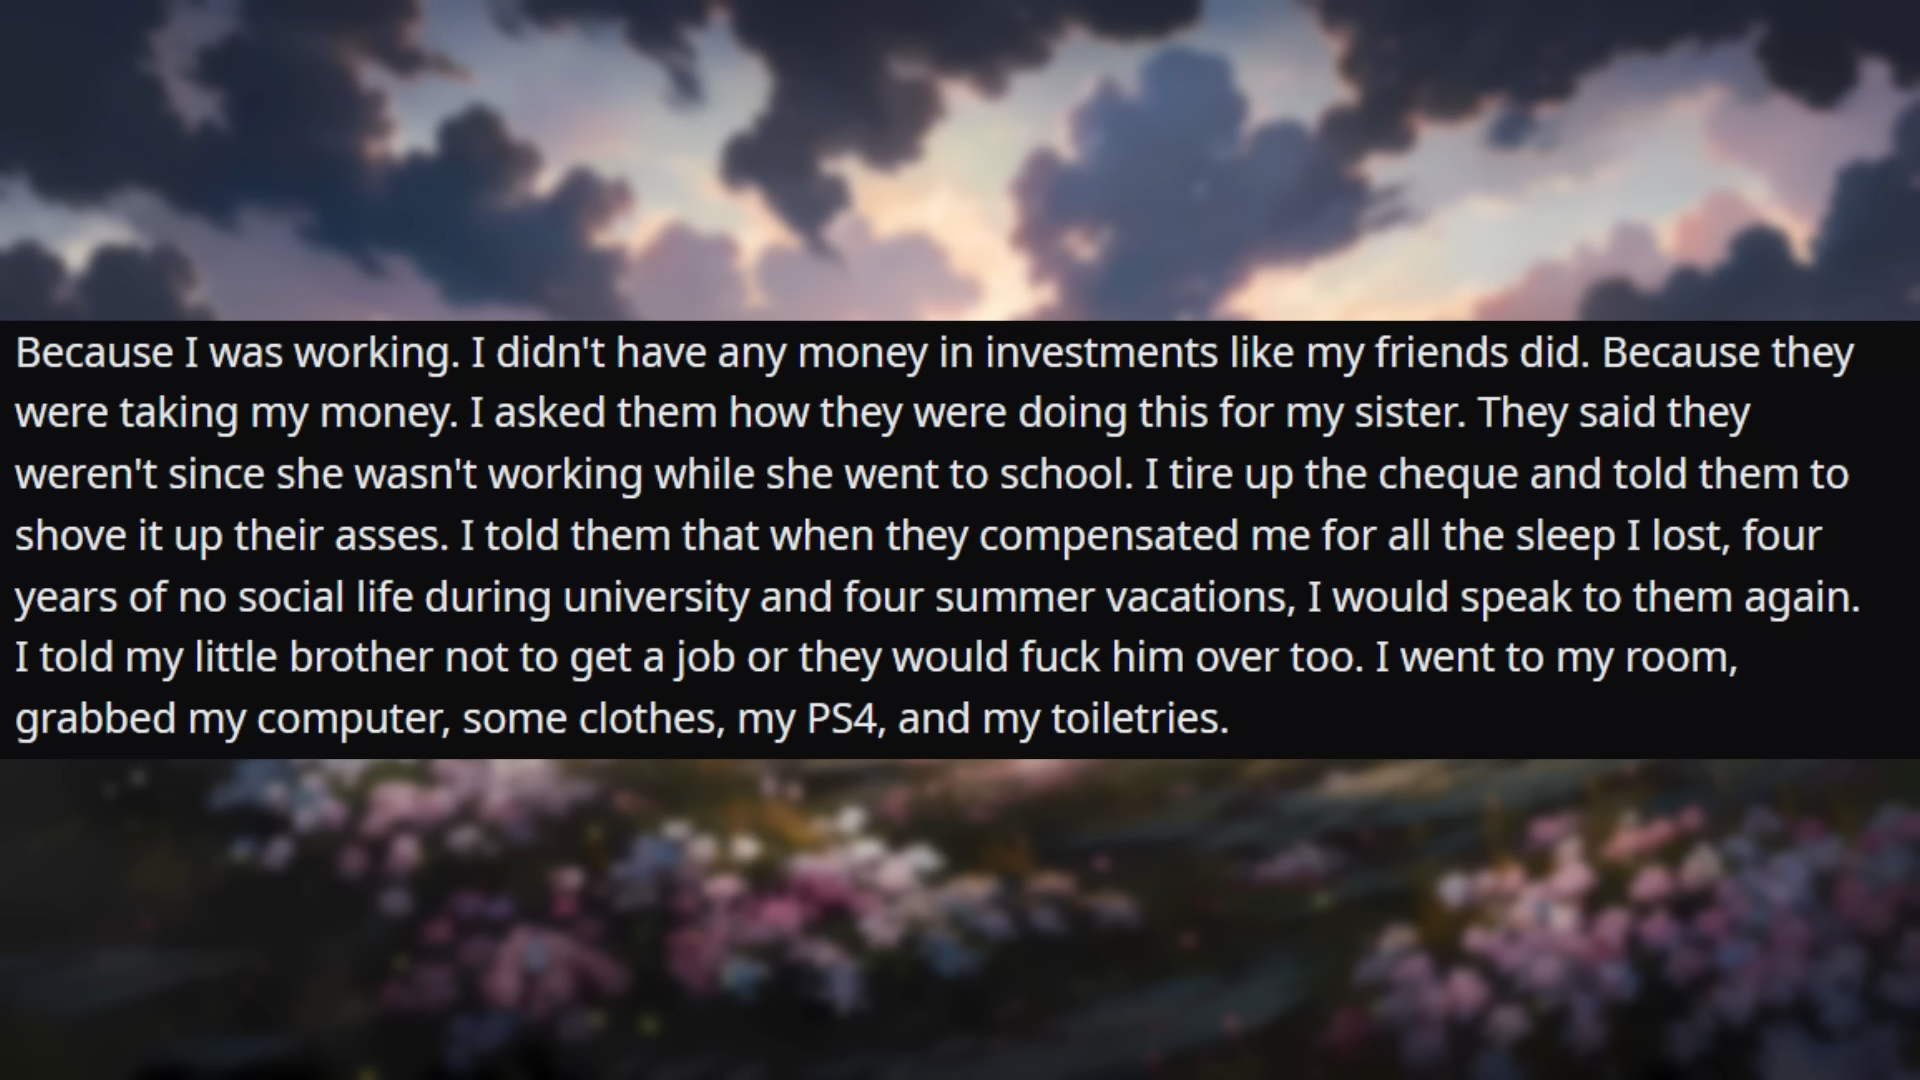 Because I was working. I didn't have any money in investments like my friends did. Because they
were taking my money. I asked them how they were doing this for my sister. They said they
weren't since she wasn't working while she went to school. I tire up the cheque and told them to
shove it up their asses. I told them that when they compensated me for all the sleep I lost, four
years of no social life during university and four summer vacations, I would speak to them again.
I told my little brother not to get a job or they would fuck him over too. I went to my room,
grabbed my computer, some clothes, my PS4, and my toiletries.